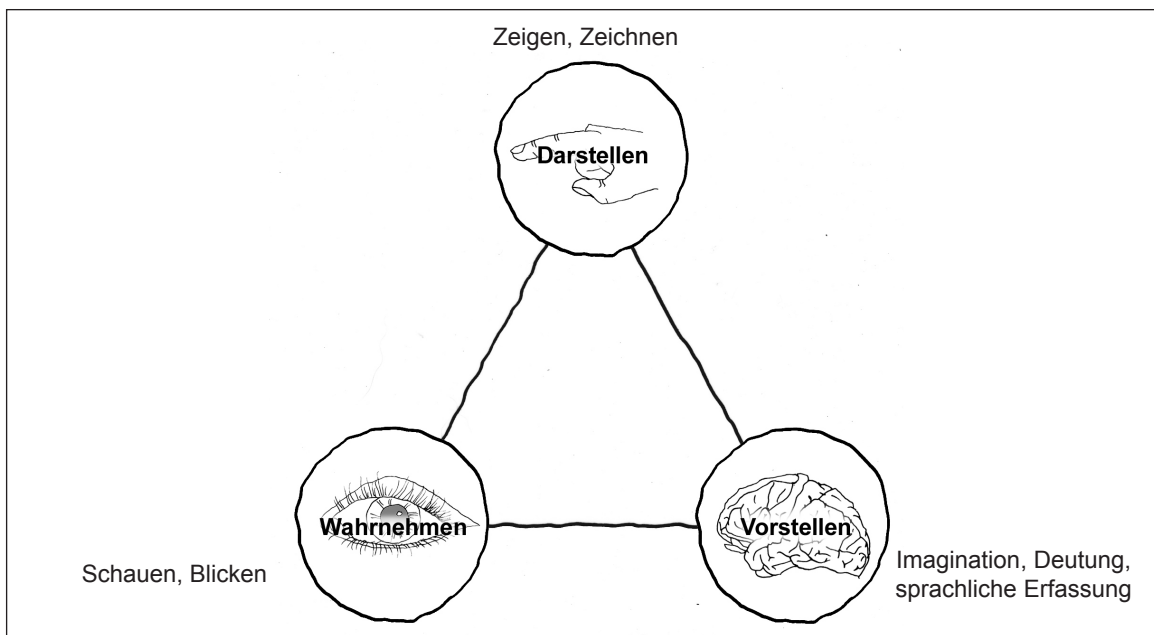 Zeigen, Zeichnen
Darstellen
Wahrnehmen
Vorstellen
Schauen, Blicken
Imagination, Deutung,
sprachliche Erfassung